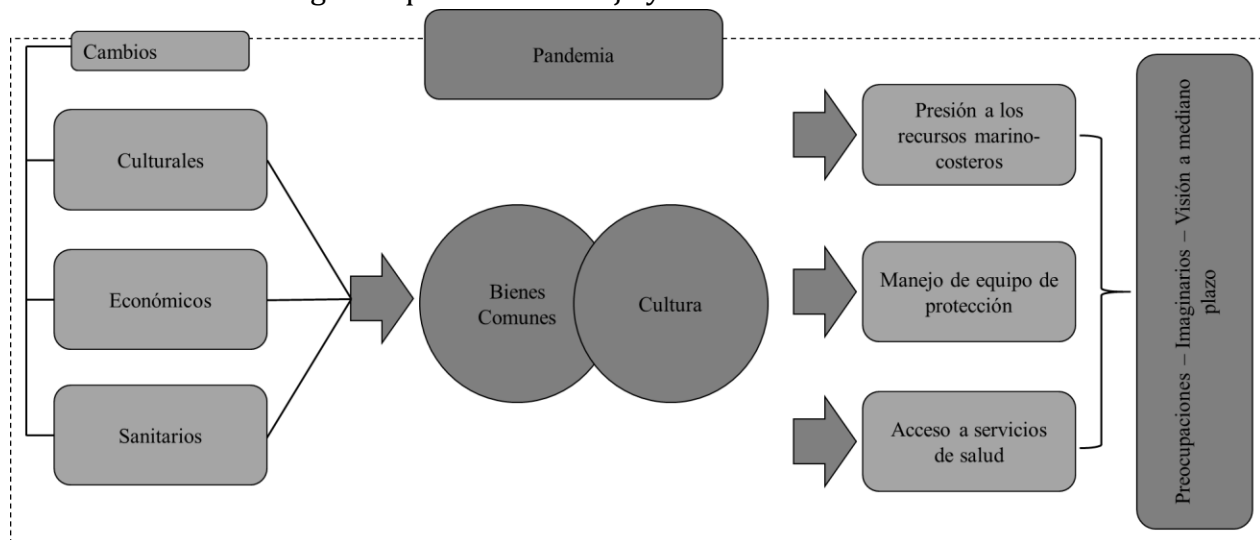 Cambios
Pandemia
Culturales
Económicos
Sanitarios
Bienes
Comunes
Cultura
Presión a los
recursos marino-
costeros
Manejo de equipo de
protección
Acceso a servicios
de salud
Preocupaciones – Imaginarios – Visión a mediano
plazo